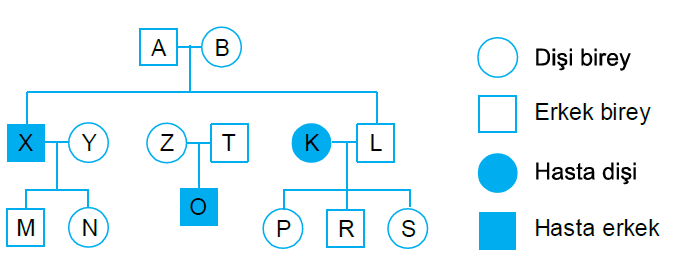 A B
Dişi birey
Erkek birey
X Y Z T K L
Hasta dişi
M N O P R S
Hasta erkek